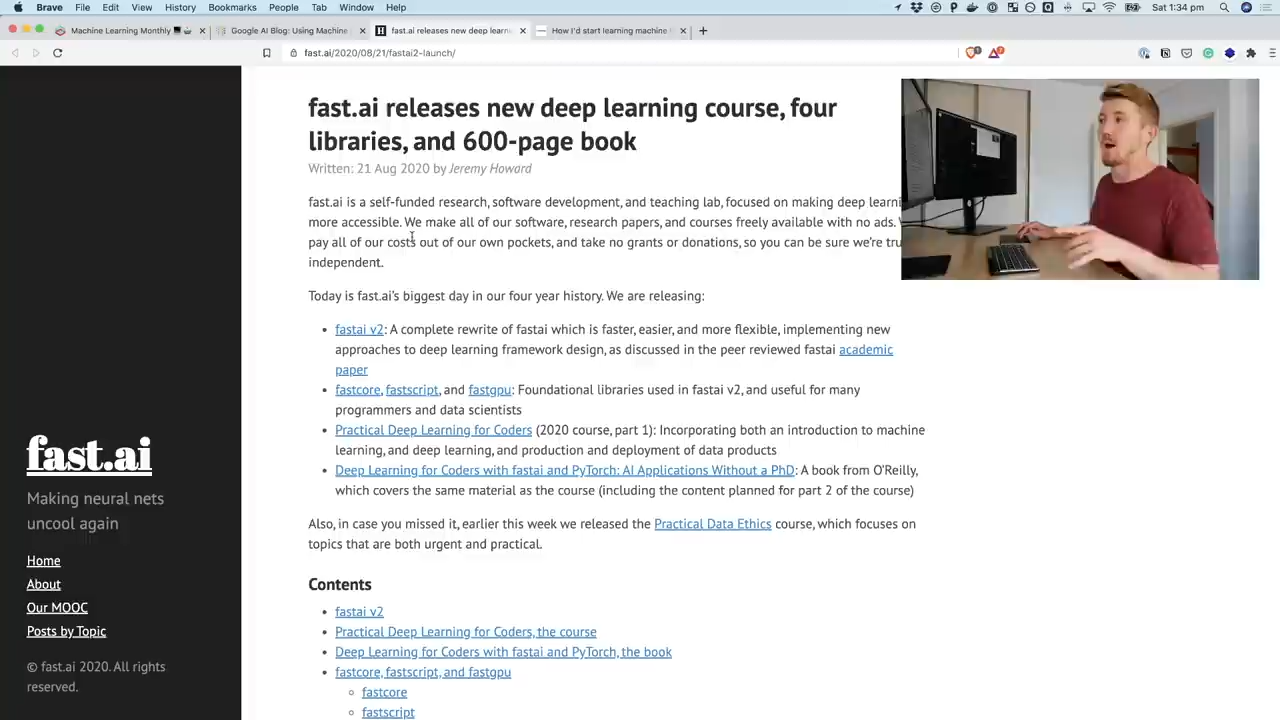 Brave File Edit View History Bookmarks People Tab Window Help Sat 1:34 pm
Machine Learning Monthly Google AI Blog: Using Machine fast.ai releases new deep learn How I'd start learning machine
fast.ai/2020/08/21/fastai2-launch/
fast.ai releases new deep learning course, four
libraries, and 600-page book
Written: 21 Aug 2020 by Jeremy Howard
fast.ai is a self-funded research, software development, and teaching lab, focused on making deep learni
more accessible. We make all of our software, research papers, and courses freely available with no ads.
pay all of our costs out of our own pockets, and take no grants or donations, so you can be sure we're tru
independent.
Today is fast.ai's biggest day in our four year history. We are releasing:
• fastai v2: A complete rewrite of fastai which is faster, easier, and more flexible, implementing new
approaches to deep learning framework design, as discussed in the peer reviewed fastai academic
paper
• fastcore, fastscript, and fastgpu: Foundational libraries used in fastai v2, and useful for many
programmers and data scientists
• Practical Deep Learning for Coders (2020 course, part 1): Incorporating both an introduction to machine
learning, and deep learning, and production and deployment of data products
• Deep Learning for Coders with fastai and PyTorch: AI Applications Without a PhD: A book from O'Reilly,
which covers the same material as the course (including the content planned for part 2 of the course)
Also, in case you missed it, earlier this week we released the Practical Data Ethics course, which focuses on
topics that are both urgent and practical.
Contents
• fastai v2
• Practical Deep Learning for Coders, the course
• Deep Learning for Coders with fastai and PyTorch, the book
• fastcore, fastscript, and fastgpu
fastcore
fastscript
fast.ai
Making neural nets
uncool again
Home
About
Our MOOC
Posts by Topic
© fast.ai 2020. All rights
reserved.